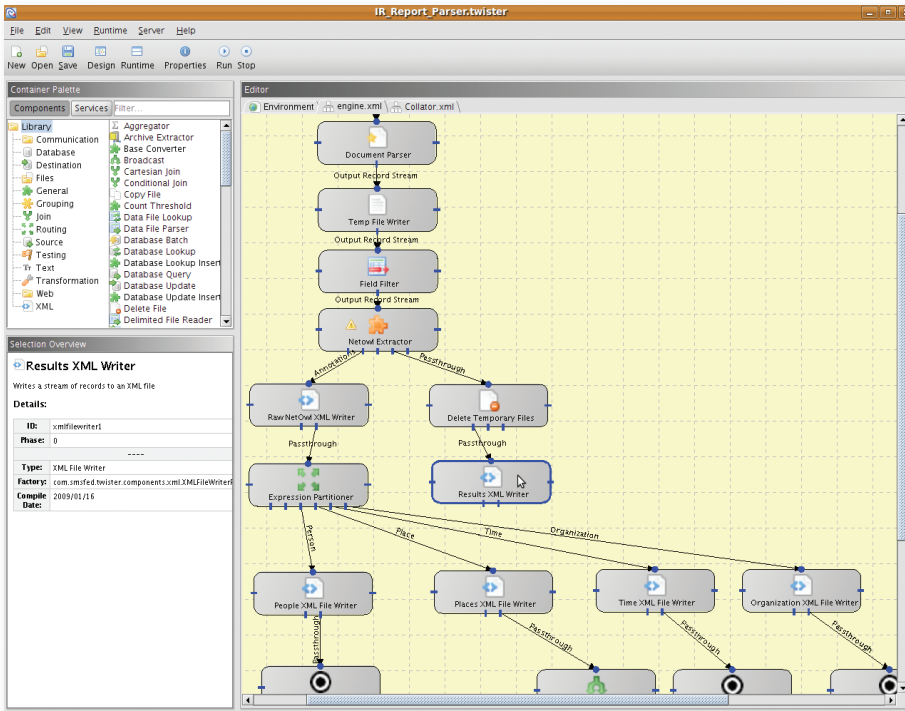 IR_Report_Parser.twister
File Edit View Runtime Server Help
New Open Save Design Runtime Properties Run Stop
Container Palette
Components Services Filter...
Library
Communication
Database
Destination
Files
General
Grouping
Join
Routing
Source
Testing
Text
Transformation
Web
XML
Aggregator
Archive Extractor
Base Converter
Broadcast
Cartesian Join
Conditional Join
Copy File
Count Threshold
Data File Lookup
Data File Parser
Database Batch
Database Lookup
Database Lookup Insert
Database Query
Database Update
Database Update Insert
Delete File
Delimited File Reader
Selection Overview
Results XML Writer
Writes a stream of records to an XML file
Details:
ID: xmlfilewriter1
Phase: 0
----
Type: XML File Writer
Factory: com.smsfed.twister.components.xml.XMLFileWriterF
Compile Date: 2009/01/16
Editor
Environment engine.xml Collator.xml
Document Parser
Output Record Stream
Temp File Writer
Output Record Stream
Field Filter
Output Record Stream
Netowl Extractor
Annotations Passthrough
Raw NetOwl XML Writer Delete Temporary Files
Passthrough Passthrough
Expression Partitioner Results XML Writer
Person Place Time Organization
People XML File Writer Places XML File Writer Time XML File Writer Organization XML File Writer
Passthrough Passthrough Passthrough Passthrough